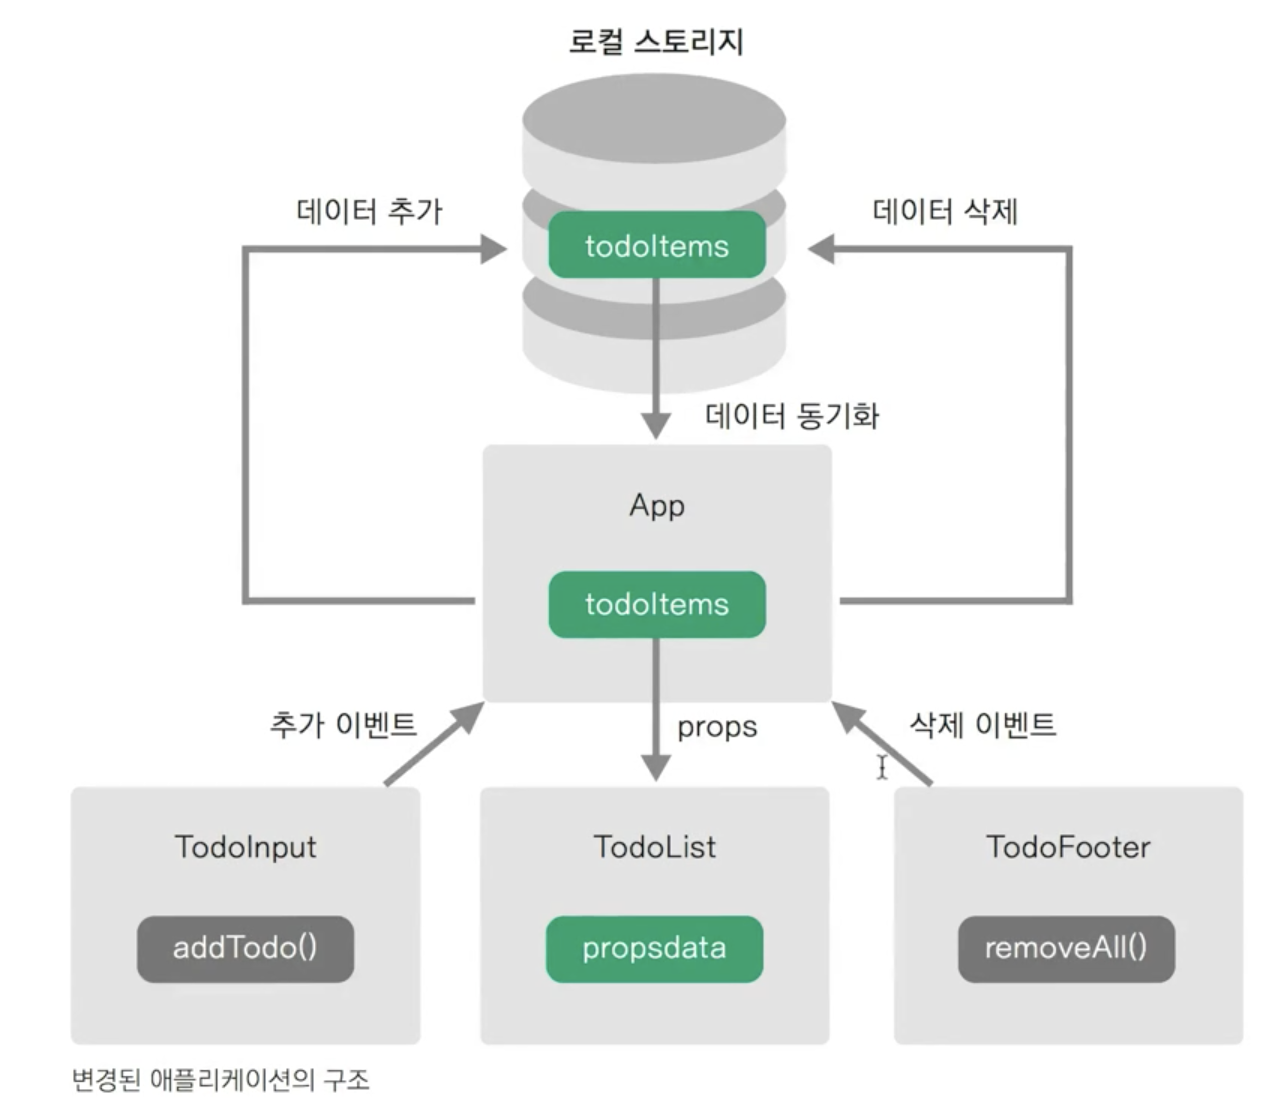 로컬 스토리지
데이터 추가
데이터 삭제
todoItems
데이터 동기화
App
todoItems
추가 이벤트
props
삭제 이벤트
TodoInput
TodoList
TodoFooter
addTodo()
propsdata
removeAll()
변경된 애플리케이션의 구조